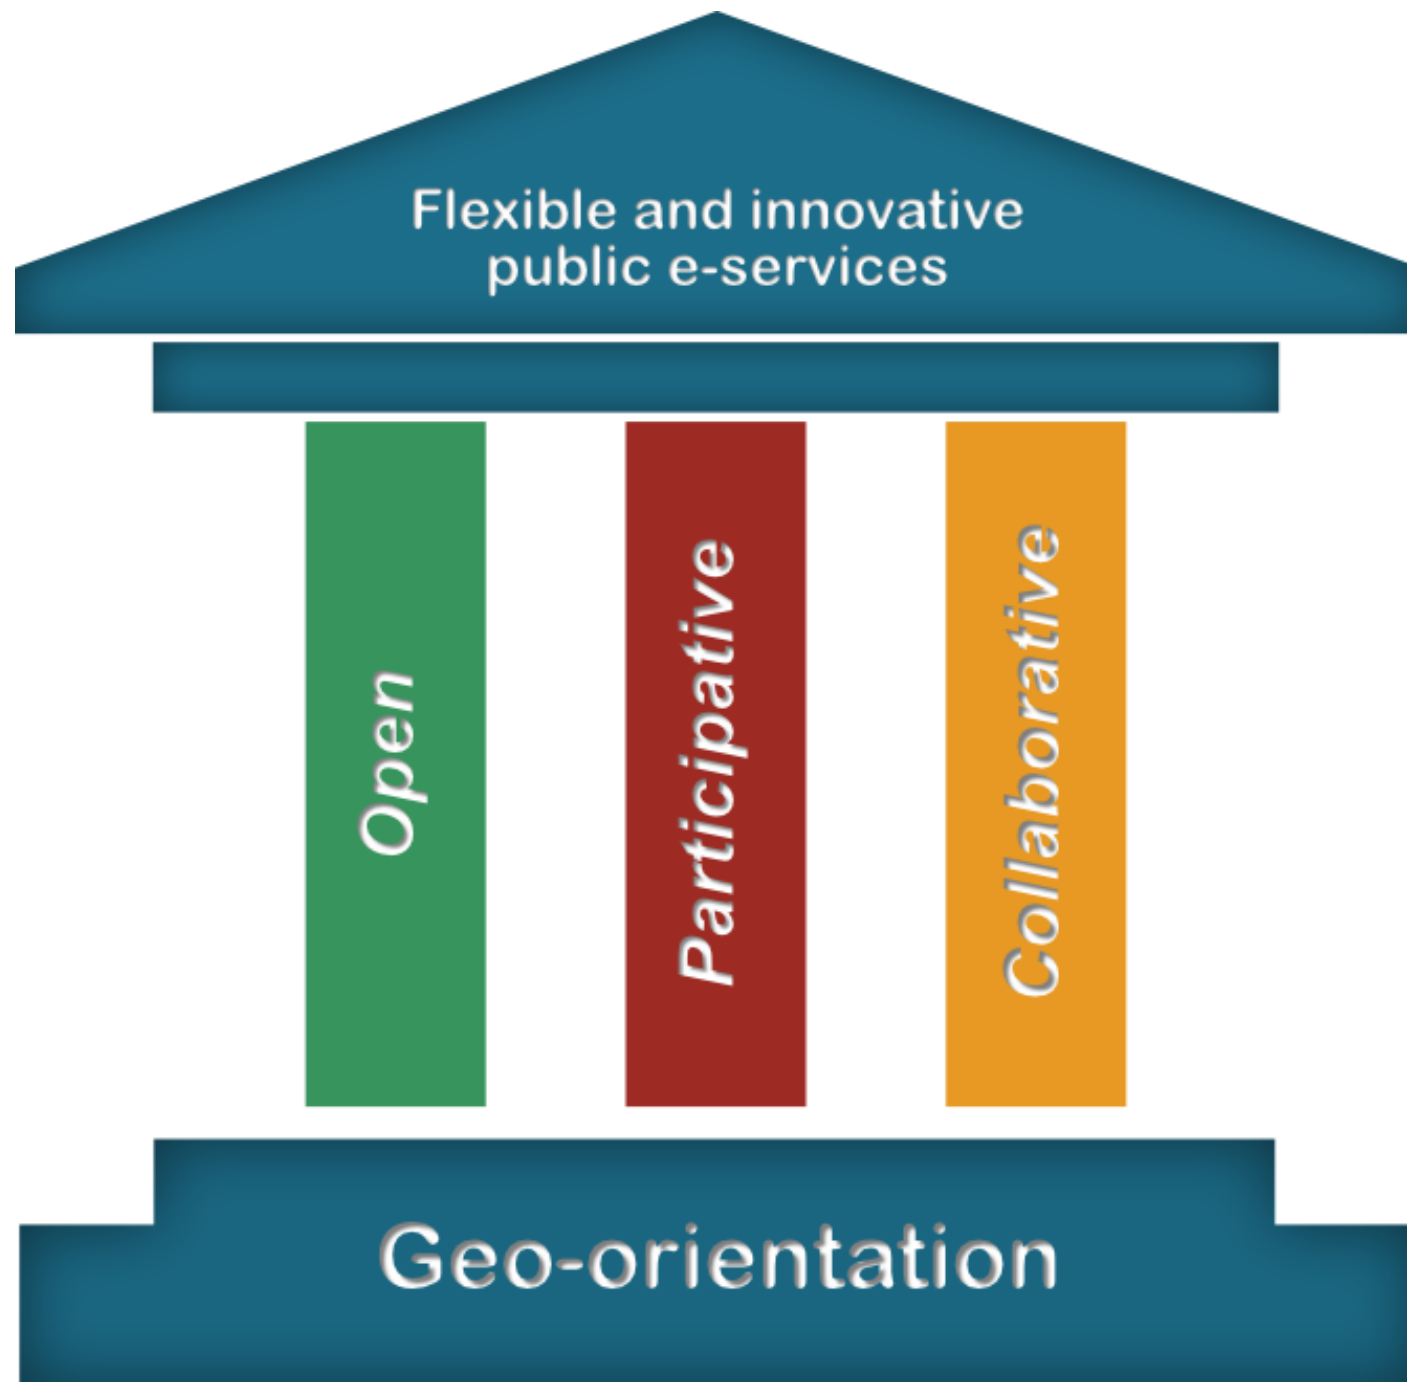 Flexible and innovative
public e-services
Open
Participative
Collaborative
Geo-orientation